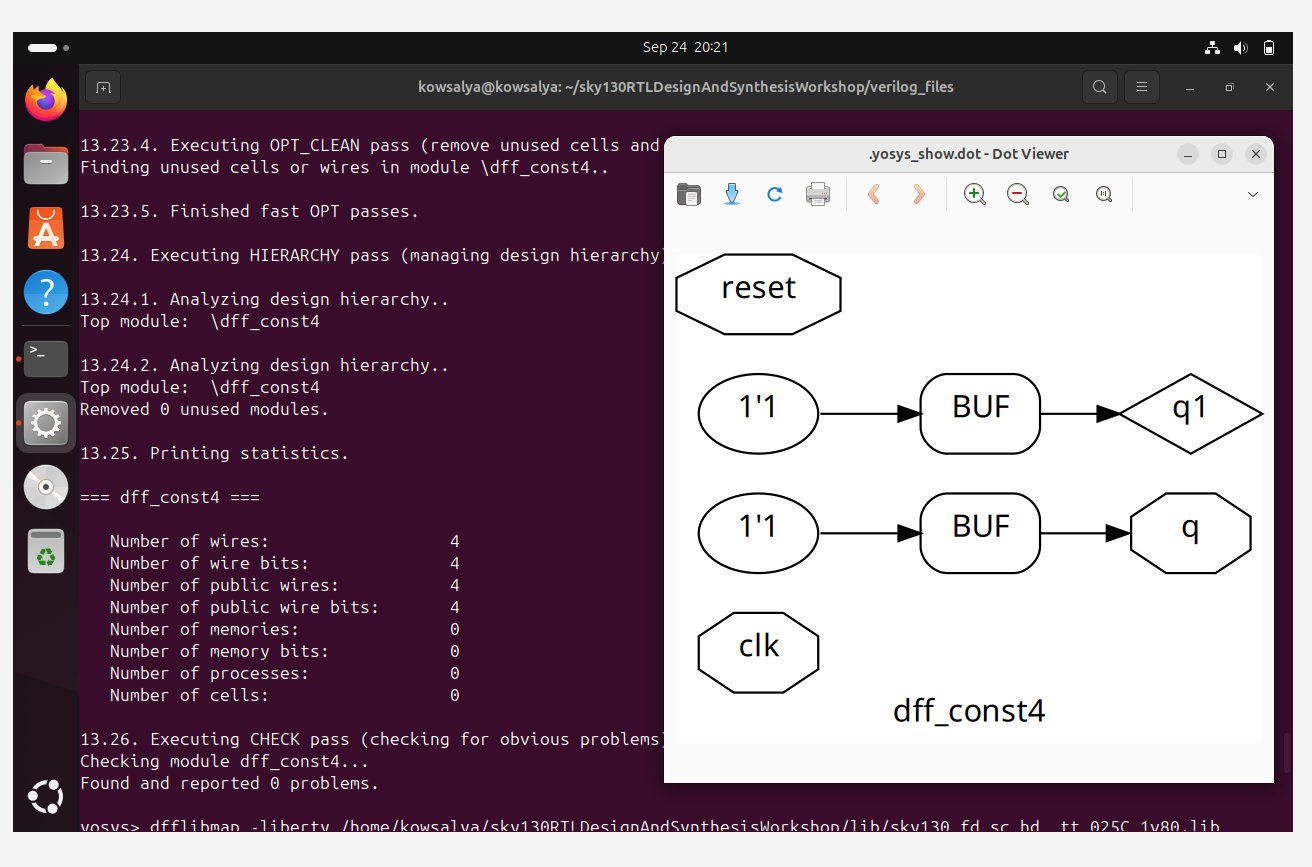 Sep 24 20:21
kowsalya@kowsalya: ~/sky130RTLDesignAndSynthesisWorkshop/verilog_files
13.23.4. Executing OPT_CLEAN pass (remove unused cells and
Finding unused cells or wires in module \dff_const4..
13.23.5. Finished fast OPT passes.
13.24. Executing HIERARCHY pass (managing design hierarchy)
13.24.1. Analyzing design hierarchy..
Top module:  \dff_const4
13.24.2. Analyzing design hierarchy..
Top module:  \dff_const4
Removed 0 unused modules.
13.25. Printing statistics.
=== dff_const4 ===
Number of wires: 4
Number of wire bits: 4
Number of public wires: 4
Number of public wire bits: 4
Number of memories: 0
Number of memory bits: 0
Number of processes: 0
Number of cells: 0
13.26. Executing CHECK pass (checking for obvious problems)
Checking module dff_const4...
Found and reported 0 problems.
yosys> dfflibmap -liberty /home/kowsalya/sky130RTLDesignAndSynthesisWorkshop/lib/sky130_fd_sc_hd__tt_025C_1v80.lib
.yosys_show.dot - Dot Viewer
reset
1'1 BUF q1
1'1 BUF q
clk
dff_const4